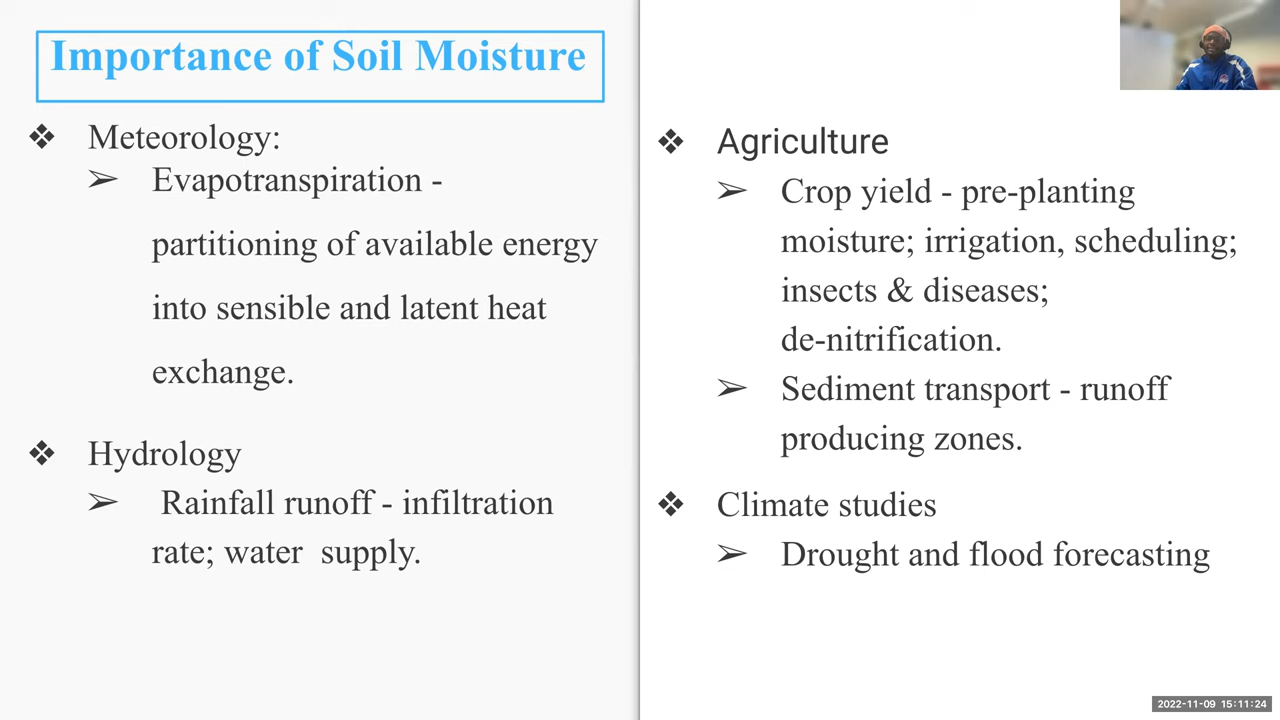 Importance of Soil Moisture
❖ Meteorology:
➢ Evapotranspiration -
partitioning of available energy
into sensible and latent heat
exchange.
❖ Hydrology
➢ Rainfall runoff - infiltration
rate; water supply.
❖ Agriculture
➢ Crop yield - pre-planting
moisture; irrigation, scheduling;
insects & diseases;
de-nitrification.
➢ Sediment transport - runoff
producing zones.
❖ Climate studies
➢ Drought and flood forecasting
2022-11-09 15:11:24